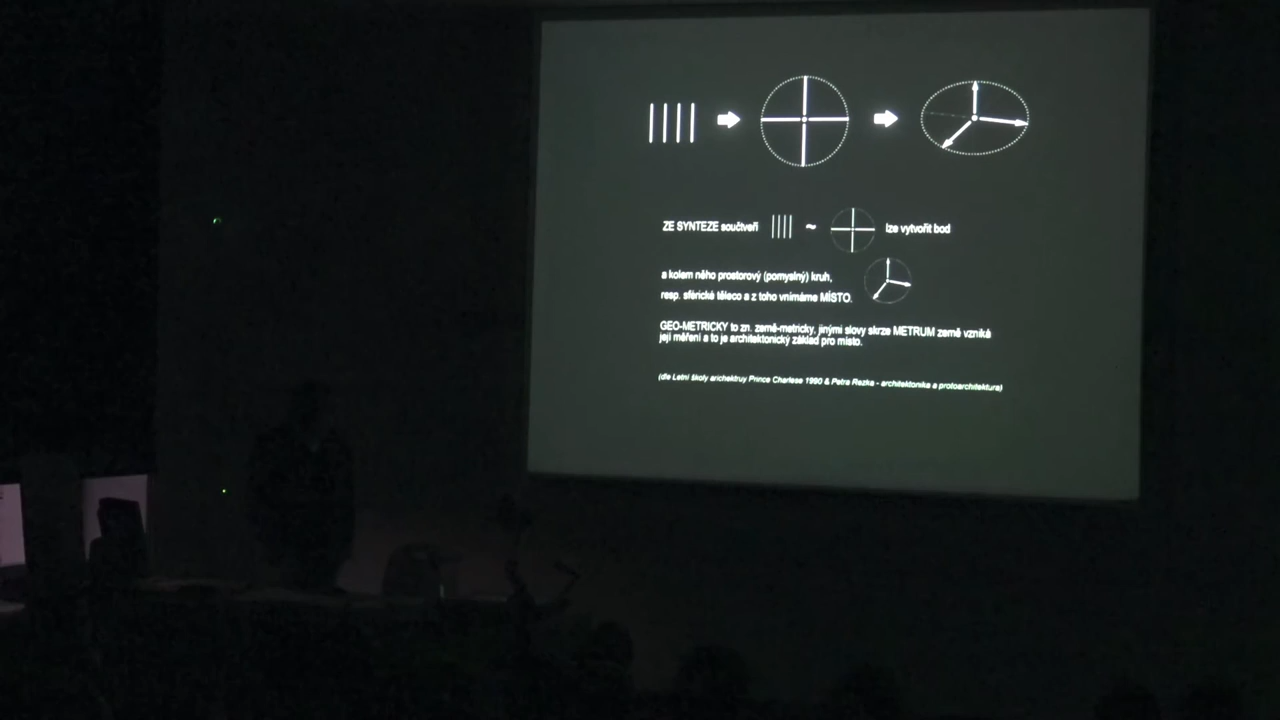 ZE SYNTEZE součtveří ~ lze vytvořit bod
a kolem něho prostorový (pomyslný) kruh,
resp. sférické těleco a z toho vnímáme MÍSTO.
GEO-METRICKY to zn. země-metricky, jinými slovy skrze METRUM země vzniká
její měření a to je architektonický základ pro místo.
(dle Letní školy arichektruy Prince Charlese 1990 & Petra Rezka - architektonika a protoarchitektura)